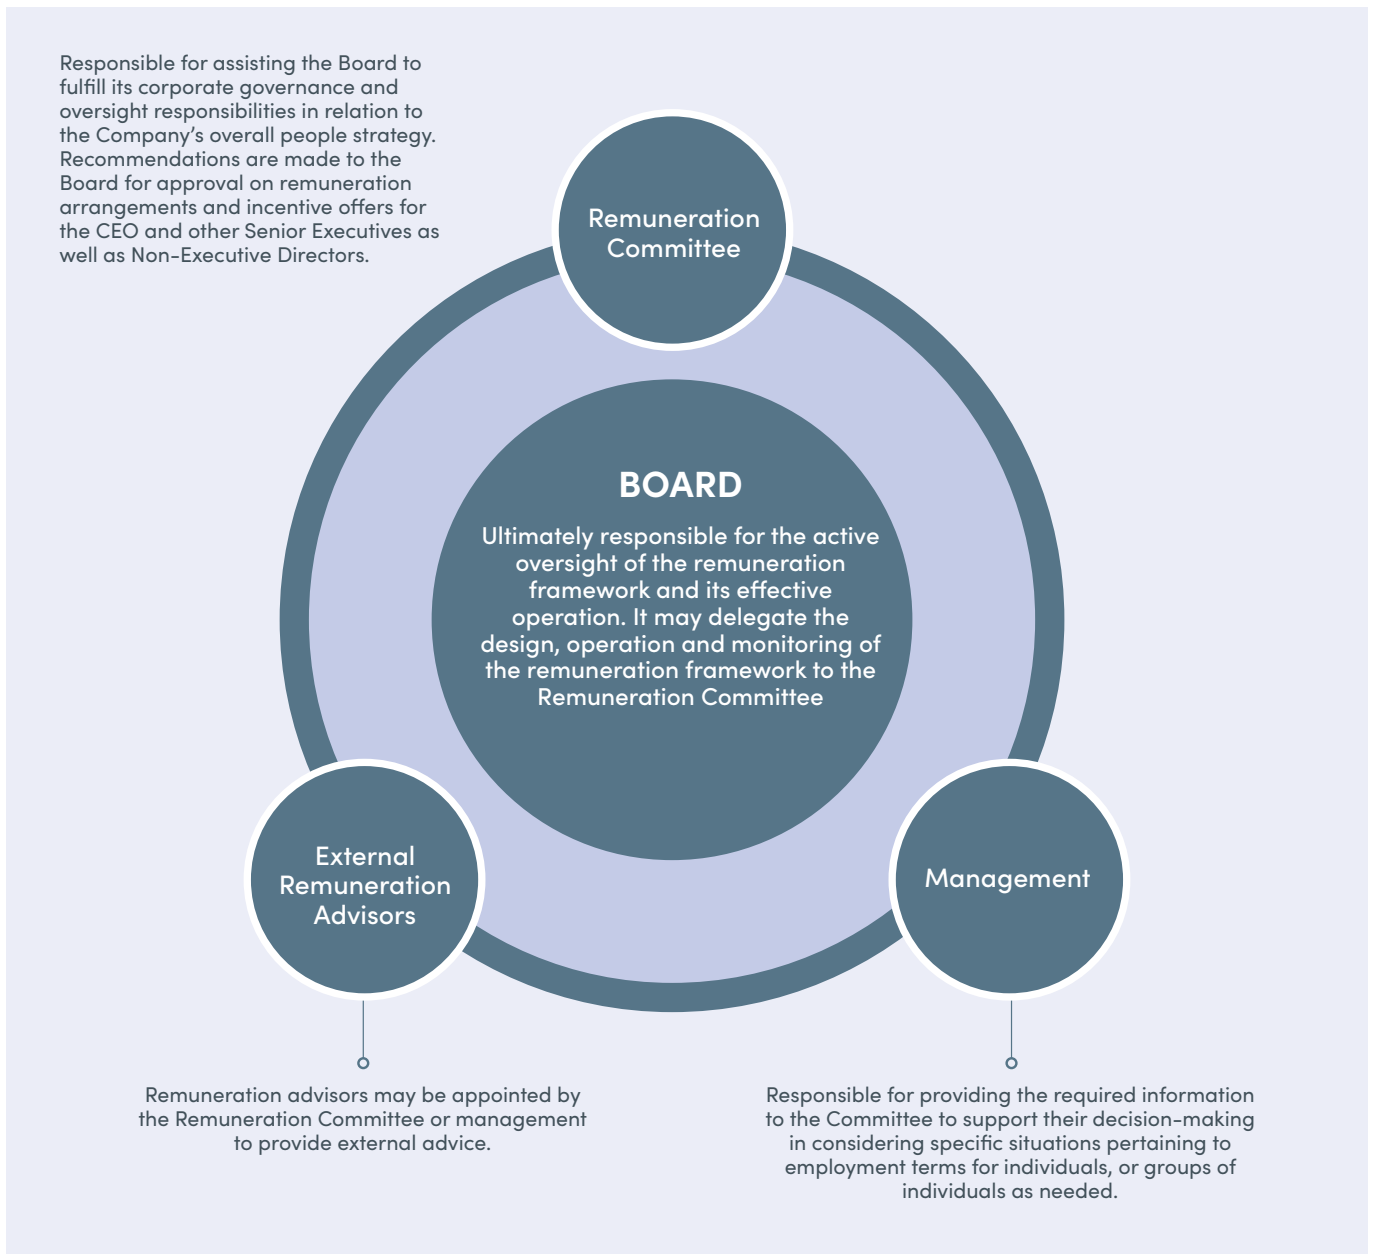 Responsible for assisting the Board to
fulfill its corporate governance and
oversight responsibilities in relation to
the Company’s overall people strategy.
Recommendations are made to the
Board for approval on remuneration
arrangements and incentive offers for
the CEO and other Senior Executives as
well as Non-Executive Directors.
Remuneration
Committee
BOARD
Ultimately responsible for the active
oversight of the remuneration
framework and its effective
operation. It may delegate the
design, operation and monitoring of
the remuneration framework to the
Remuneration Committee
External
Remuneration
Advisors
Management
Remuneration advisors may be appointed by
the Remuneration Committee or management
to provide external advice.
Responsible for providing the required information
to the Committee to support their decision-making
in considering specific situations pertaining to
employment terms for individuals, or groups of
individuals as needed.